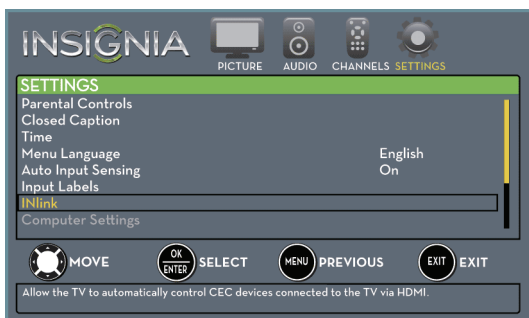 INSIGNIA
PICTURE AUDIO CHANNELS SETTINGS
SETTINGS
Parental Controls
Closed Caption
Time
Menu Language English
Auto Input Sensing On
Input Labels
INlink
Computer Settings
MOVE OK ENTER SELECT MENU PREVIOUS EXIT EXIT
Allow the TV to automatically control CEC devices connected to the TV via HDMI.